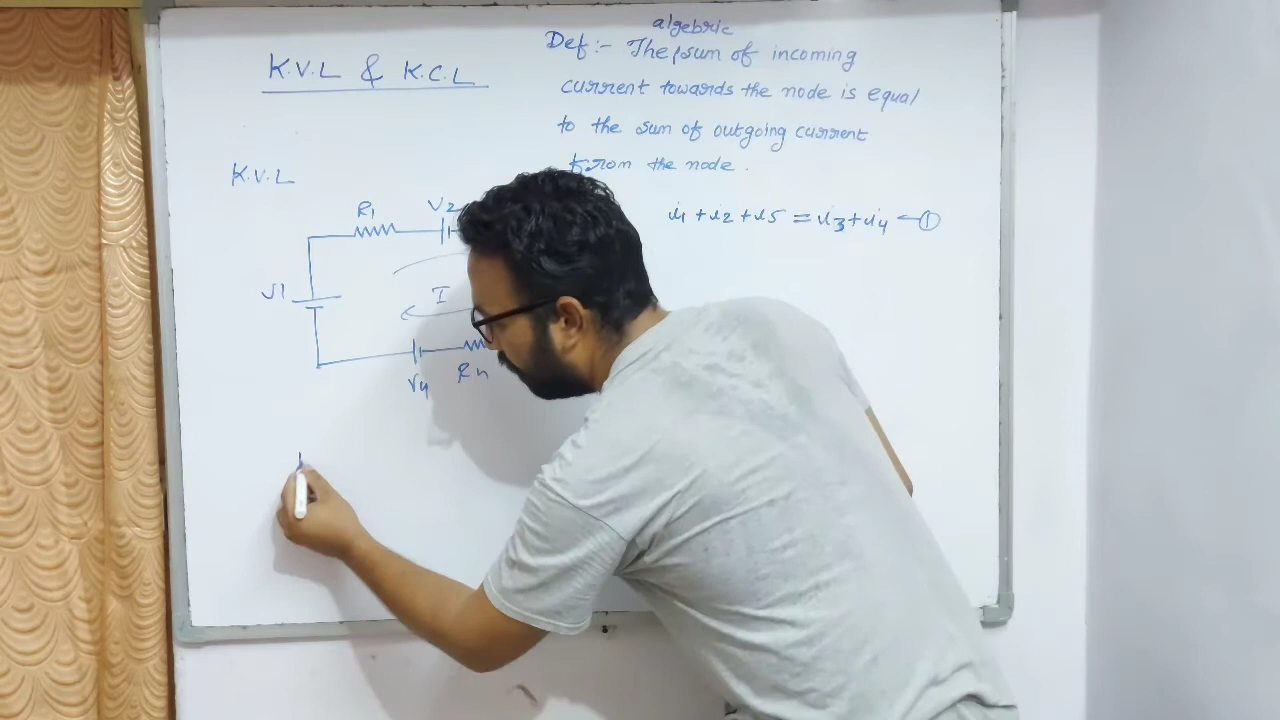 K.V.L & K.C.L
algebric
Def :- The sum of incoming
current towards the node is equal
to the sum of outgoing current
from the node.
i1 + i2 + i5 = i3 + i4 — ①
K.V.L
R1
V2
V1
I
V4